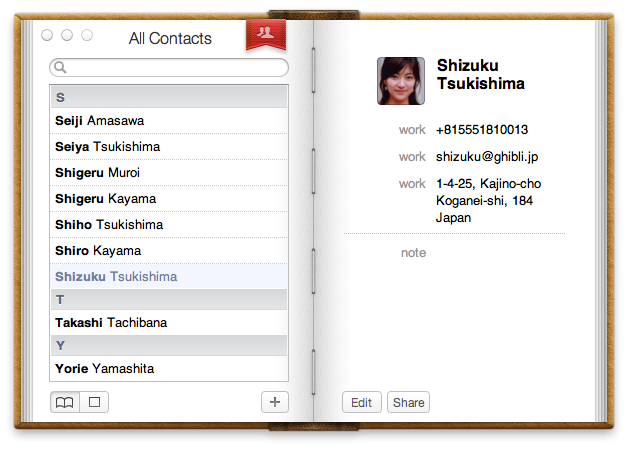 All Contacts
S
Seiji Amasawa
Seiya Tsukishima
Shigeru Muroi
Shigeru Kayama
Shiho Tsukishima
Shiro Kayama
Shizuku Tsukishima
T
Takashi Tachibana
Y
Yorie Yamashita
Shizuku
Tsukishima
work +815551810013
work shizuku@ghibli.jp
work 1-4-25, Kajino-cho
Koganei-shi, 184
Japan
note
Edit Share